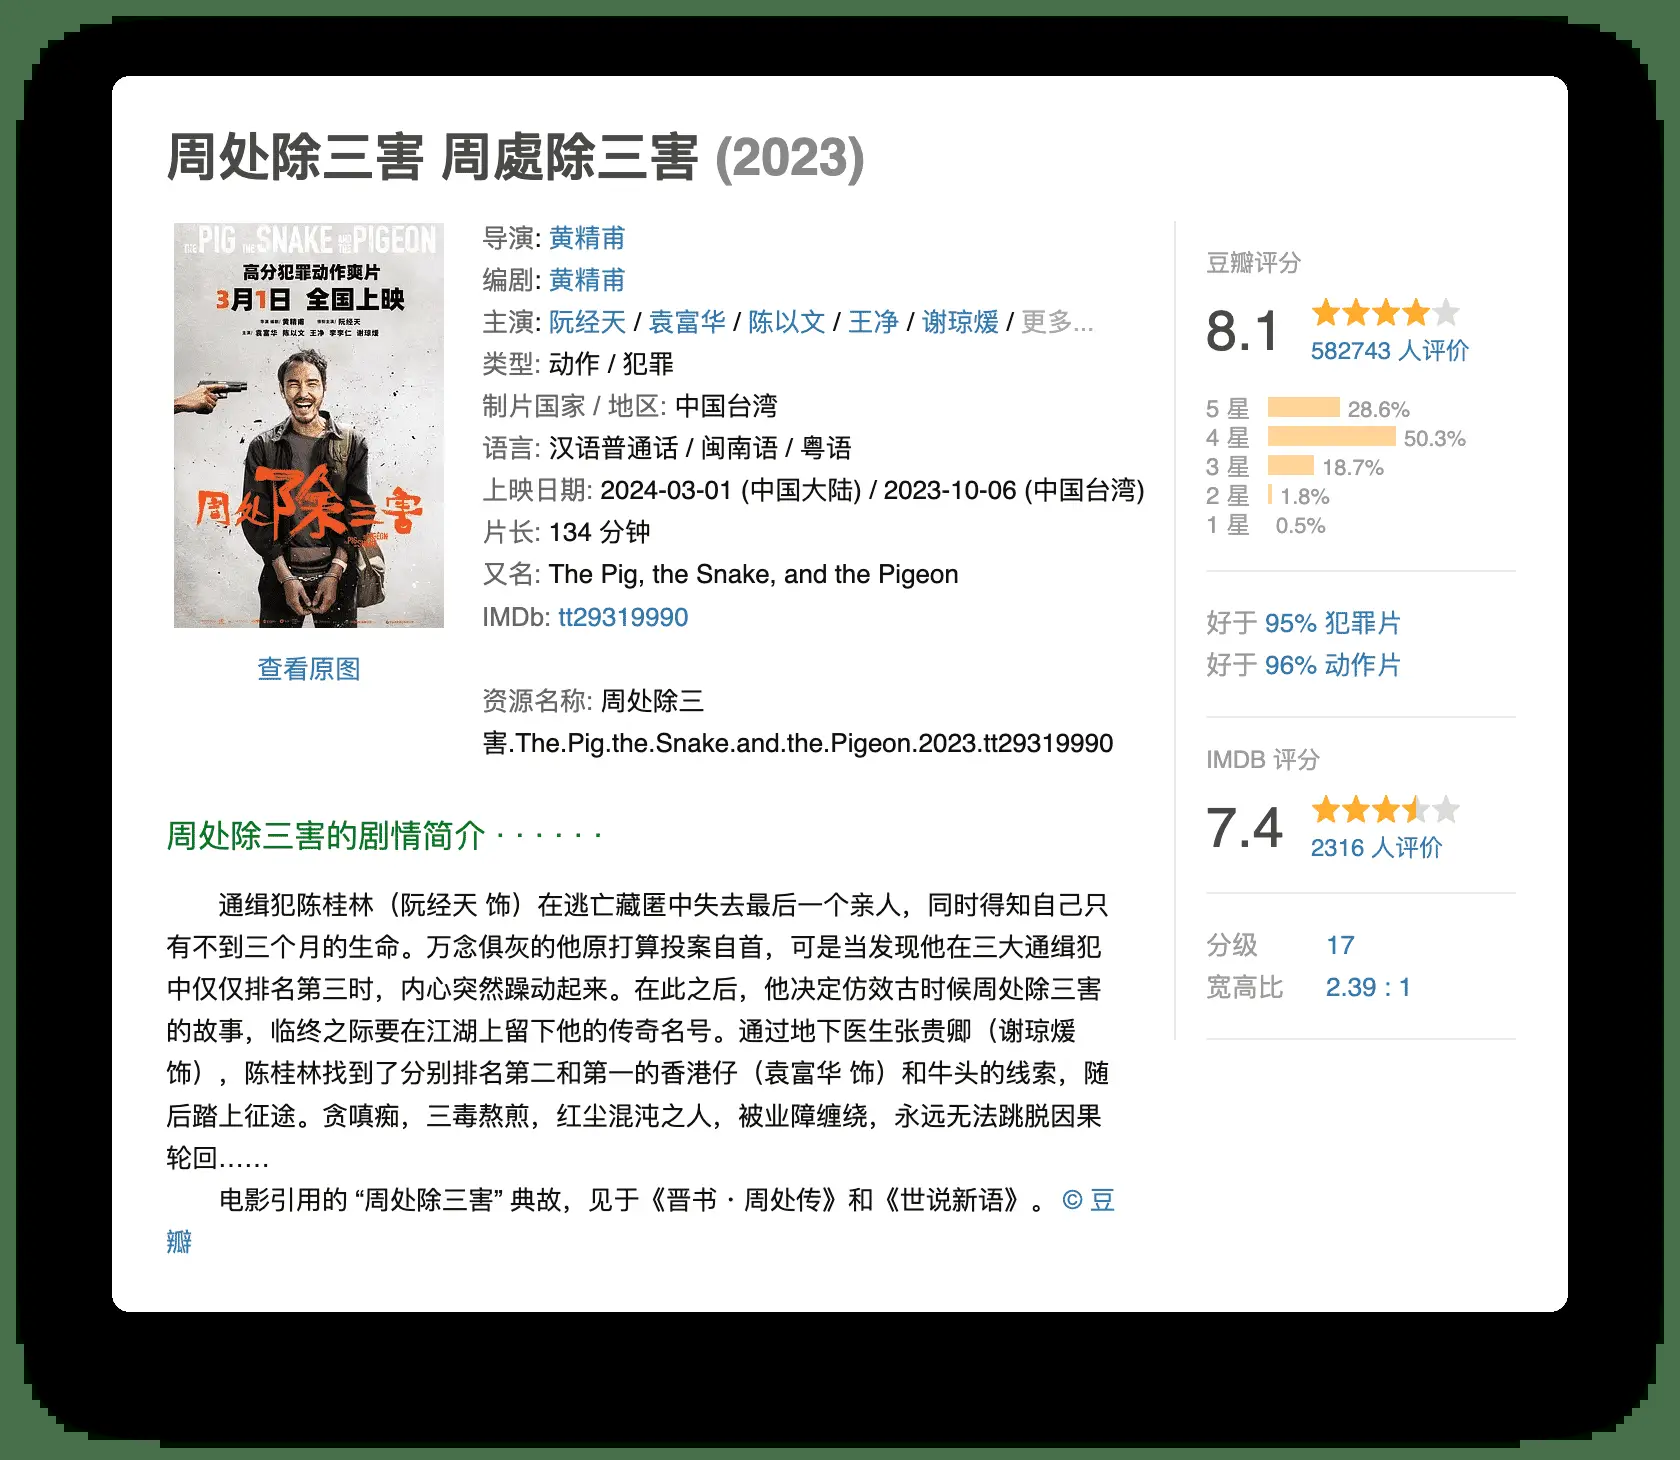 周处除三害 周處除三害 (2023)
THE PIG THE SNAKE AND THE PIGEON
高分犯罪动作爽片
3月1日 全国上映
袁富华 陈以文 王净 李李仁 谢琼煖
周处除三害
查看原图
导演: 黄精甫
编剧: 黄精甫
主演: 阮经天 / 袁富华 / 陈以文 / 王净 / 谢琼煖 / 更多...
类型: 动作 / 犯罪
制片国家 / 地区: 中国台湾
语言: 汉语普通话 / 闽南语 / 粤语
上映日期: 2024-03-01 (中国大陆) / 2023-10-06 (中国台湾)
片长: 134 分钟
又名: The Pig, the Snake, and the Pigeon
IMDb: tt29319990
资源名称: 周处除三
害.The.Pig.the.Snake.and.the.Pigeon.2023.tt29319990
豆瓣评分
8.1
582743 人评价
5 星 28.6%
4 星 50.3%
3 星 18.7%
2 星 1.8%
1 星 0.5%
好于 95% 犯罪片
好于 96% 动作片
IMDB 评分
7.4
2316 人评价
分级 17
宽高比 2.39 : 1
周处除三害的剧情简介 · · · · · ·
通缉犯陈桂林（阮经天 饰）在逃亡藏匿中失去最后一个亲人，同时得知自己只
有不到三个月的生命。万念俱灰的他原打算投案自首，可是当发现他在三大通缉犯
中仅仅排名第三时，内心突然躁动起来。在此之后，他决定仿效古时候周处除三害
的故事，临终之际要在江湖上留下他的传奇名号。通过地下医生张贵卿（谢琼煖
饰），陈桂林找到了分别排名第二和第一的香港仔（袁富华 饰）和牛头的线索，随
后踏上征途。贪嗔痴，三毒熬煎，红尘混沌之人，被业障缠绕，永远无法跳脱因果
轮回……
电影引用的 “周处除三害” 典故，见于《晋书・周处传》和《世说新语》。 © 豆
瓣